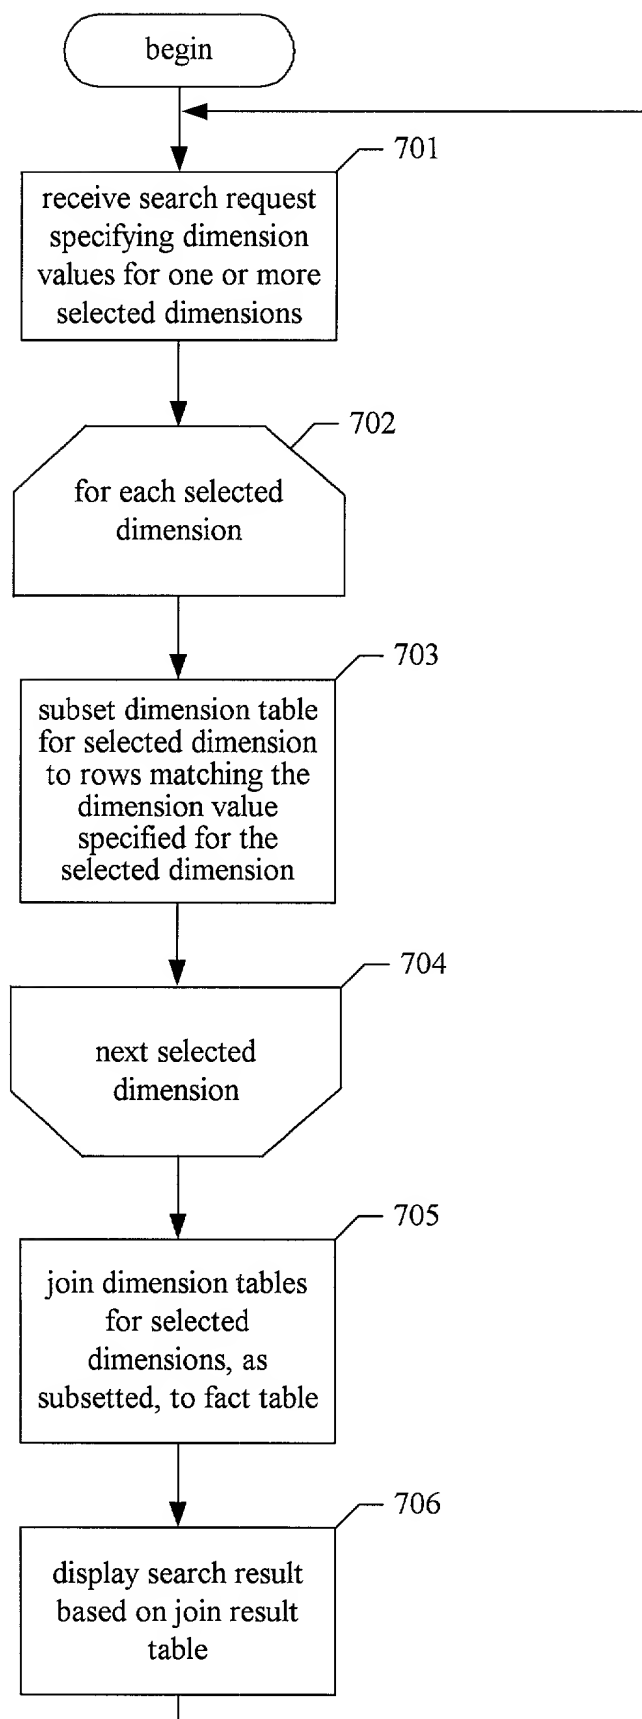 begin
701
receive search request
specifying dimension
values for one or more
selected dimensions
702
for each selected
dimension
703
subset dimension table
for selected dimension
to rows matching the
dimension value
specified for the
selected dimension
704
next selected
dimension
705
join dimension tables
for selected
dimensions, as
subsetted, to fact table
706
display search result
based on join result
table